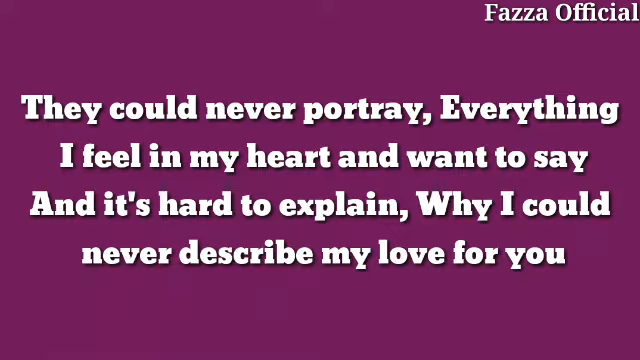 Fazza Official
They could never portray, Everything
I feel in my heart and want to say
And it's hard to explain, Why I could
never describe my love for you